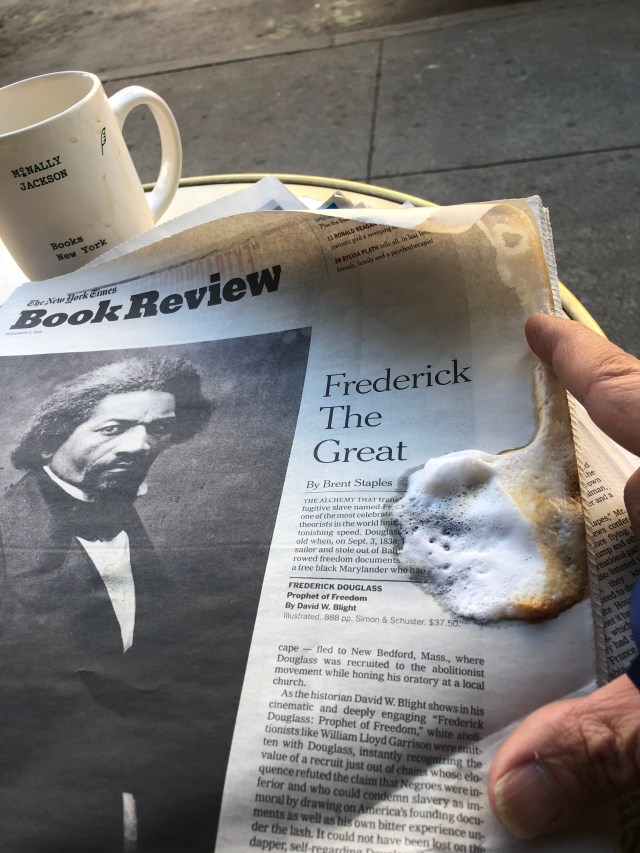 McNALLY
JACKSON
Books
New York
11 RONALD REAGAN
39 SYLVIA PLATH tells all, in last
friends, family and a psychotherapist
The New York Times
Book Review
Frederick
The
Great
By Brent Staples
THE ALCHEMY THAT
fugitive slave named
one of the most
theorists in the world
tonishing speed.
old when, on Sept. 3, 1838,
sailor and stole out of
rowed freedom documents
a free black Marylander who had
FREDERICK DOUGLASS
Prophet of Freedom
By David W. Blight
Illustrated. 888 pp. Simon & Schuster. $37.50.
cape — fled to New Bedford, Mass., where
Douglass was recruited to the abolitionist
movement while honing his oratory at a local
church.
As the historian David W. Blight shows in his
cinematic and deeply engaging “Frederick
Douglass: Prophet of Freedom,” white aboli-
tionists like William Lloyd Garrison were smit-
ten with Douglass, instantly recognizing the
value of a recruit just out of chains whose elo-
quence refuted the claim that Negroes were in-
ferior and who could condemn slavery as im-
moral by drawing on America's founding docu-
ments as well as his own bitter experience un-
der the lash. It could not have been lost on the
dapper, self-regarding